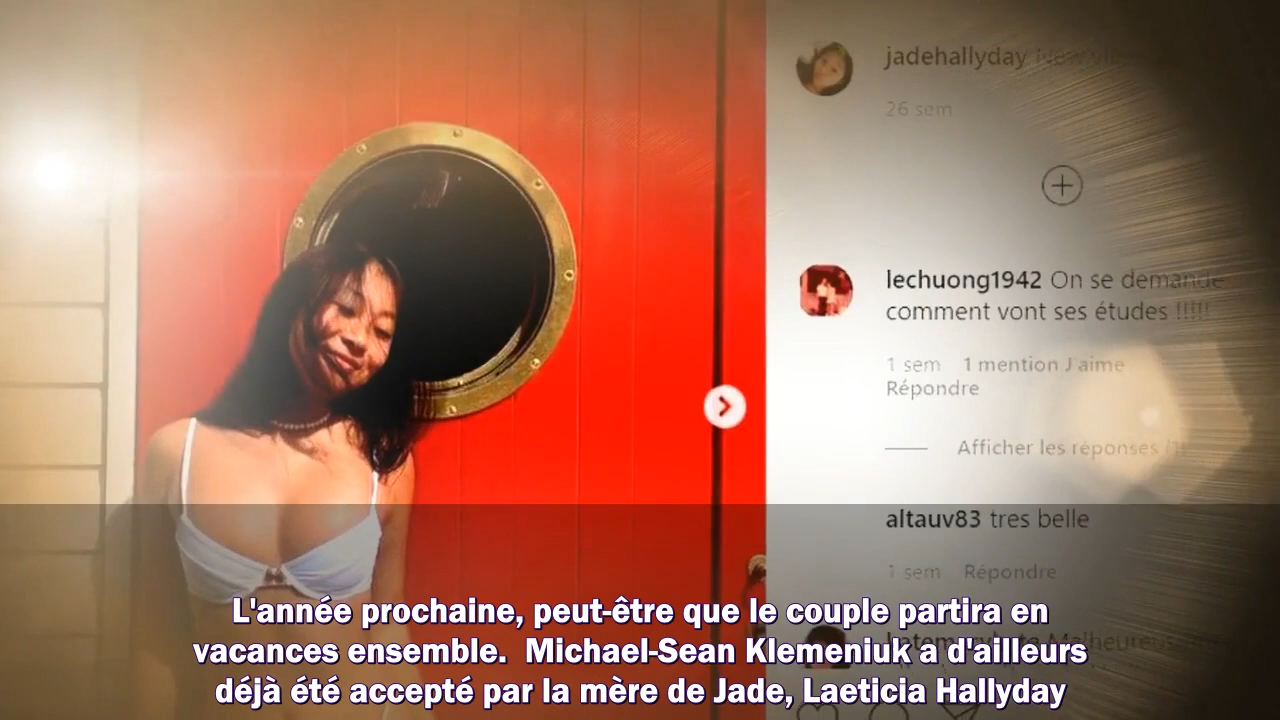 jadehallyday
26 sem
lechuong1942 On se demande
comment vont ses études !!!!!
1 sem 1 mention J'aime
Répondre
Afficher les réponses (1)
altauv83 tres belle
1 sem Répondre
Malheureus
L'année prochaine, peut-être que le couple partira en
vacances ensemble. Michael-Sean Klemeniuk a d'ailleurs
déjà été accepté par la mère de Jade, Laeticia Hallyday